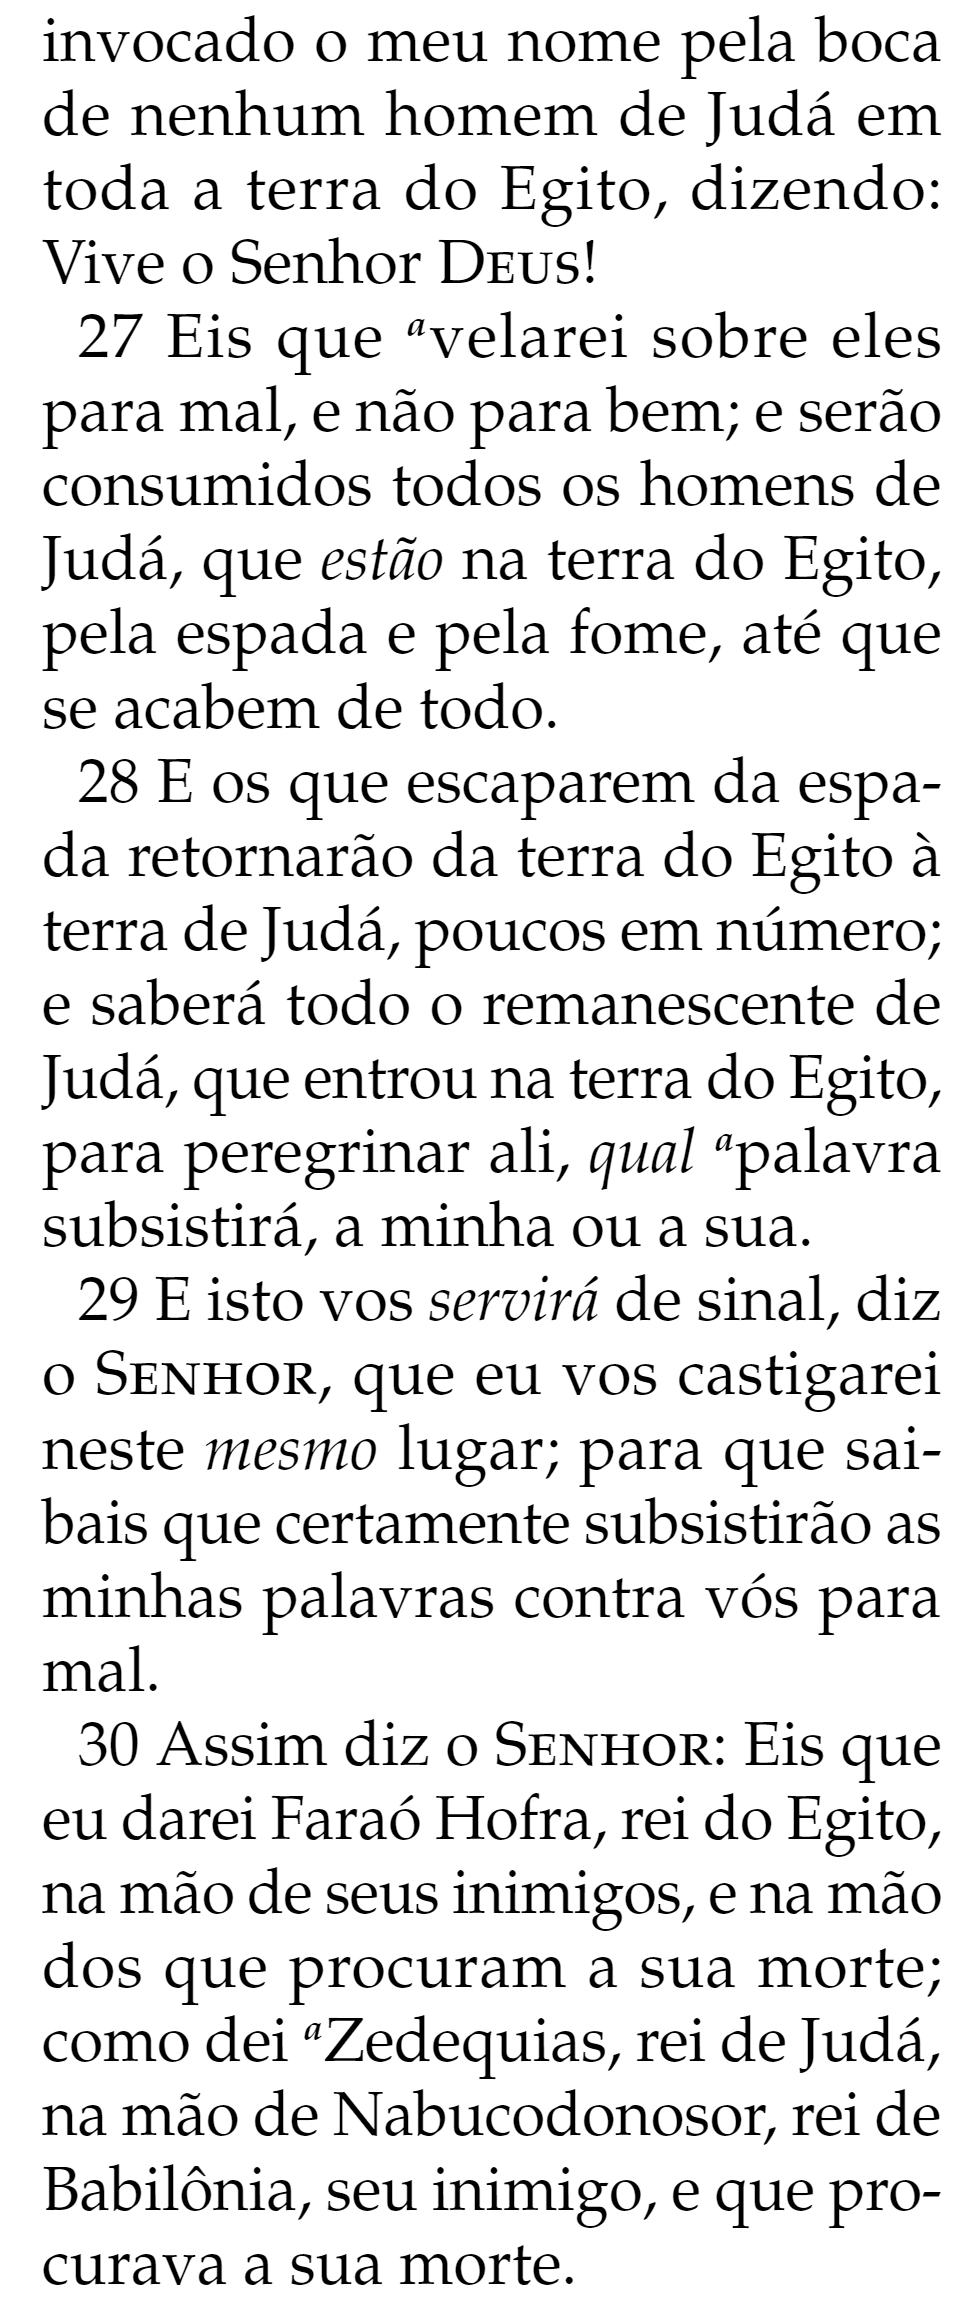 invocado o meu nome pela boca
de nenhum homem de Judá em
toda a terra do Egito, dizendo:
Vive o Senhor DEUS!
27 Eis que ᵃvelarei sobre eles
para mal, e não para bem; e serão
consumidos todos os homens de
Judá, que estão na terra do Egito,
pela espada e pela fome, até que
se acabem de todo.
28 E os que escaparem da espa-
da retornarão da terra do Egito à
terra de Judá, poucos em número;
e saberá todo o remanescente de
Judá, que entrou na terra do Egito,
para peregrinar ali, qual ᵃpalavra
subsistirá, a minha ou a sua.
29 E isto vos servirá de sinal, diz
o SENHOR, que eu vos castigarei
neste mesmo lugar; para que sai-
bais que certamente subsistirão as
minhas palavras contra vós para
mal.
30 Assim diz o SENHOR: Eis que
eu darei Faraó Hofra, rei do Egito,
na mão de seus inimigos, e na mão
dos que procuram a sua morte;
como dei ᵃZedequias, rei de Judá,
na mão de Nabucodonosor, rei de
Babilônia, seu inimigo, e que pro-
curava a sua morte.